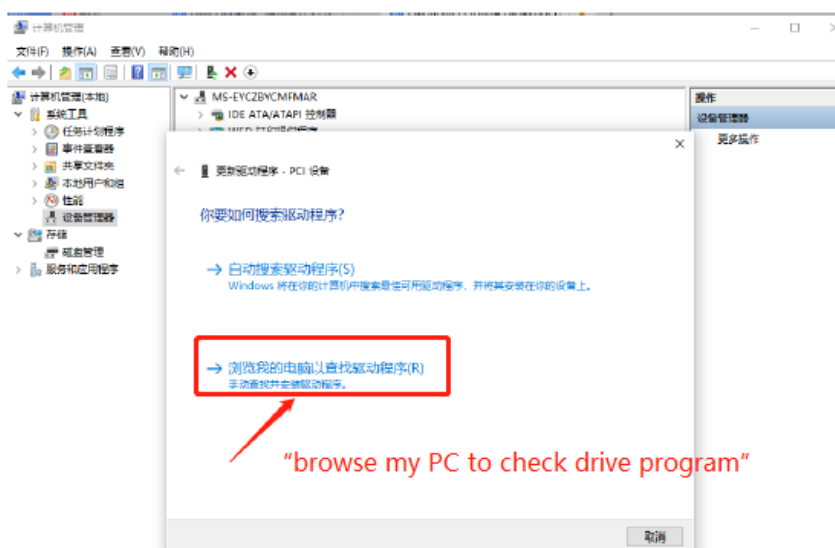 计算机管理
文件(F) 操作(A) 查看(V) 帮助(H)
计算机管理(本地)
系统工具
任务计划程序
事件查看器
共享文件夹
本地用户和组
性能
设备管理器
存储
磁盘管理
服务和应用程序
MS-EYCZBYCMFMAR
IDE ATA/ATAPI 控制器
操作
设备管理器
更多操作
更新驱动程序 - PCI 设备
你要如何搜索驱动程序?
自动搜索驱动程序(S)
Windows 将在你的计算机中搜索最佳可用驱动程序，并将其安装在你的设备上。
浏览我的电脑以查找驱动程序(R)
手动查找并安装驱动程序。
“browse my PC to check drive program”
取消